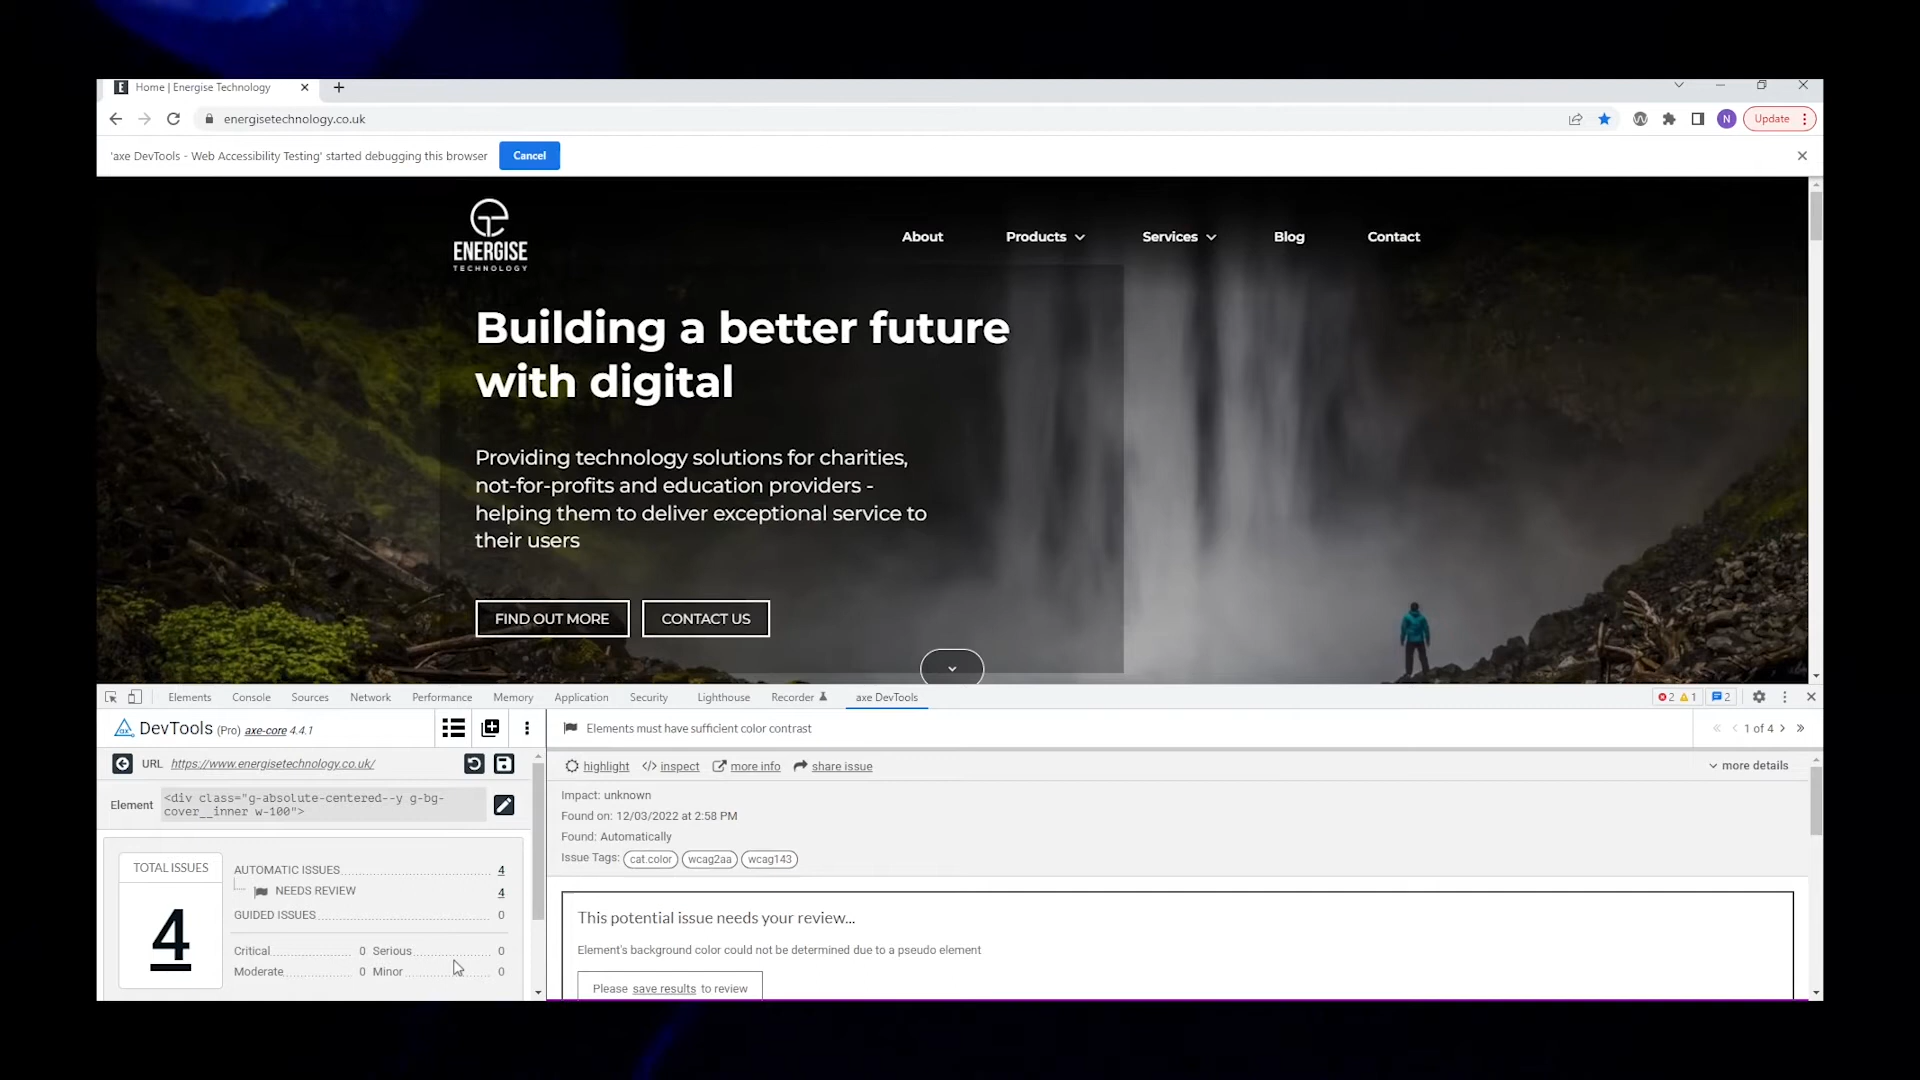 Home | Energise Technology
energisetechnology.co.uk
N
Update
'axe DevTools - Web Accessibility Testing' started debugging this browser
Cancel
ENERGISE
TECHNOLOGY
About
Products
Services
Blog
Contact
Building a better future
with digital
Providing technology solutions for charities,
not-for-profits and education providers -
helping them to deliver exceptional service to
their users
FIND OUT MORE
CONTACT US
Elements
Console
Sources
Network
Performance
Memory
Application
Security
Lighthouse
Recorder
axe DevTools
2
1
2
DevTools (Pro) axe-core 4.4.1
Elements must have sufficient color contrast
1 of 4
URL https://www.energisetechnology.co.uk/
highlight
</> inspect
more info
share issue
more details
Element
<div class="g-absolute-centered--y g-bg-
cover__inner w-100">
Impact: unknown
Found on: 12/03/2022 at 2:58 PM
Found: Automatically
Issue Tags: cat.color wcag2aa wcag143
TOTAL ISSUES
4
AUTOMATIC ISSUES 4
NEEDS REVIEW 4
GUIDED ISSUES 0
Critical 0 Serious 0
Moderate 0 Minor 0
This potential issue needs your review...
Element's background color could not be determined due to a pseudo element
Please save results to review